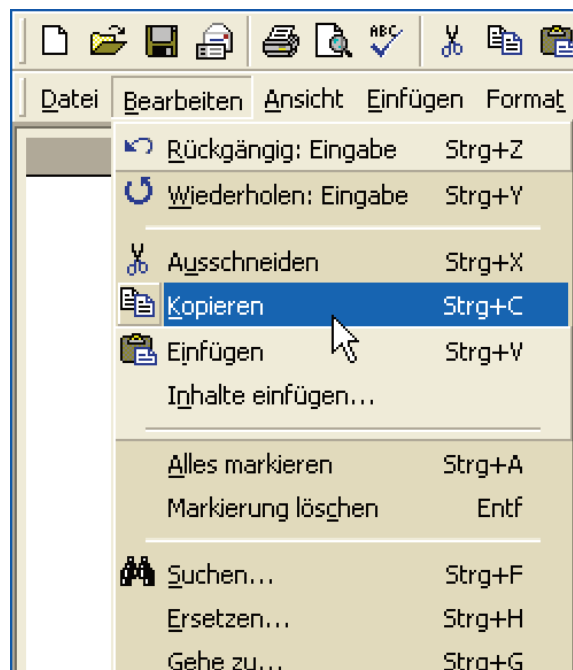 ABC
Datei Bearbeiten Ansicht Einfügen Format
Rückgängig: Eingabe Strg+Z
Wiederholen: Eingabe Strg+Y
Ausschneiden Strg+X
Kopieren Strg+C
Einfügen Strg+V
Inhalte einfügen...
Alles markieren Strg+A
Markierung löschen Entf
Suchen... Strg+F
Ersetzen... Strg+H
Gehe zu... Strg+G